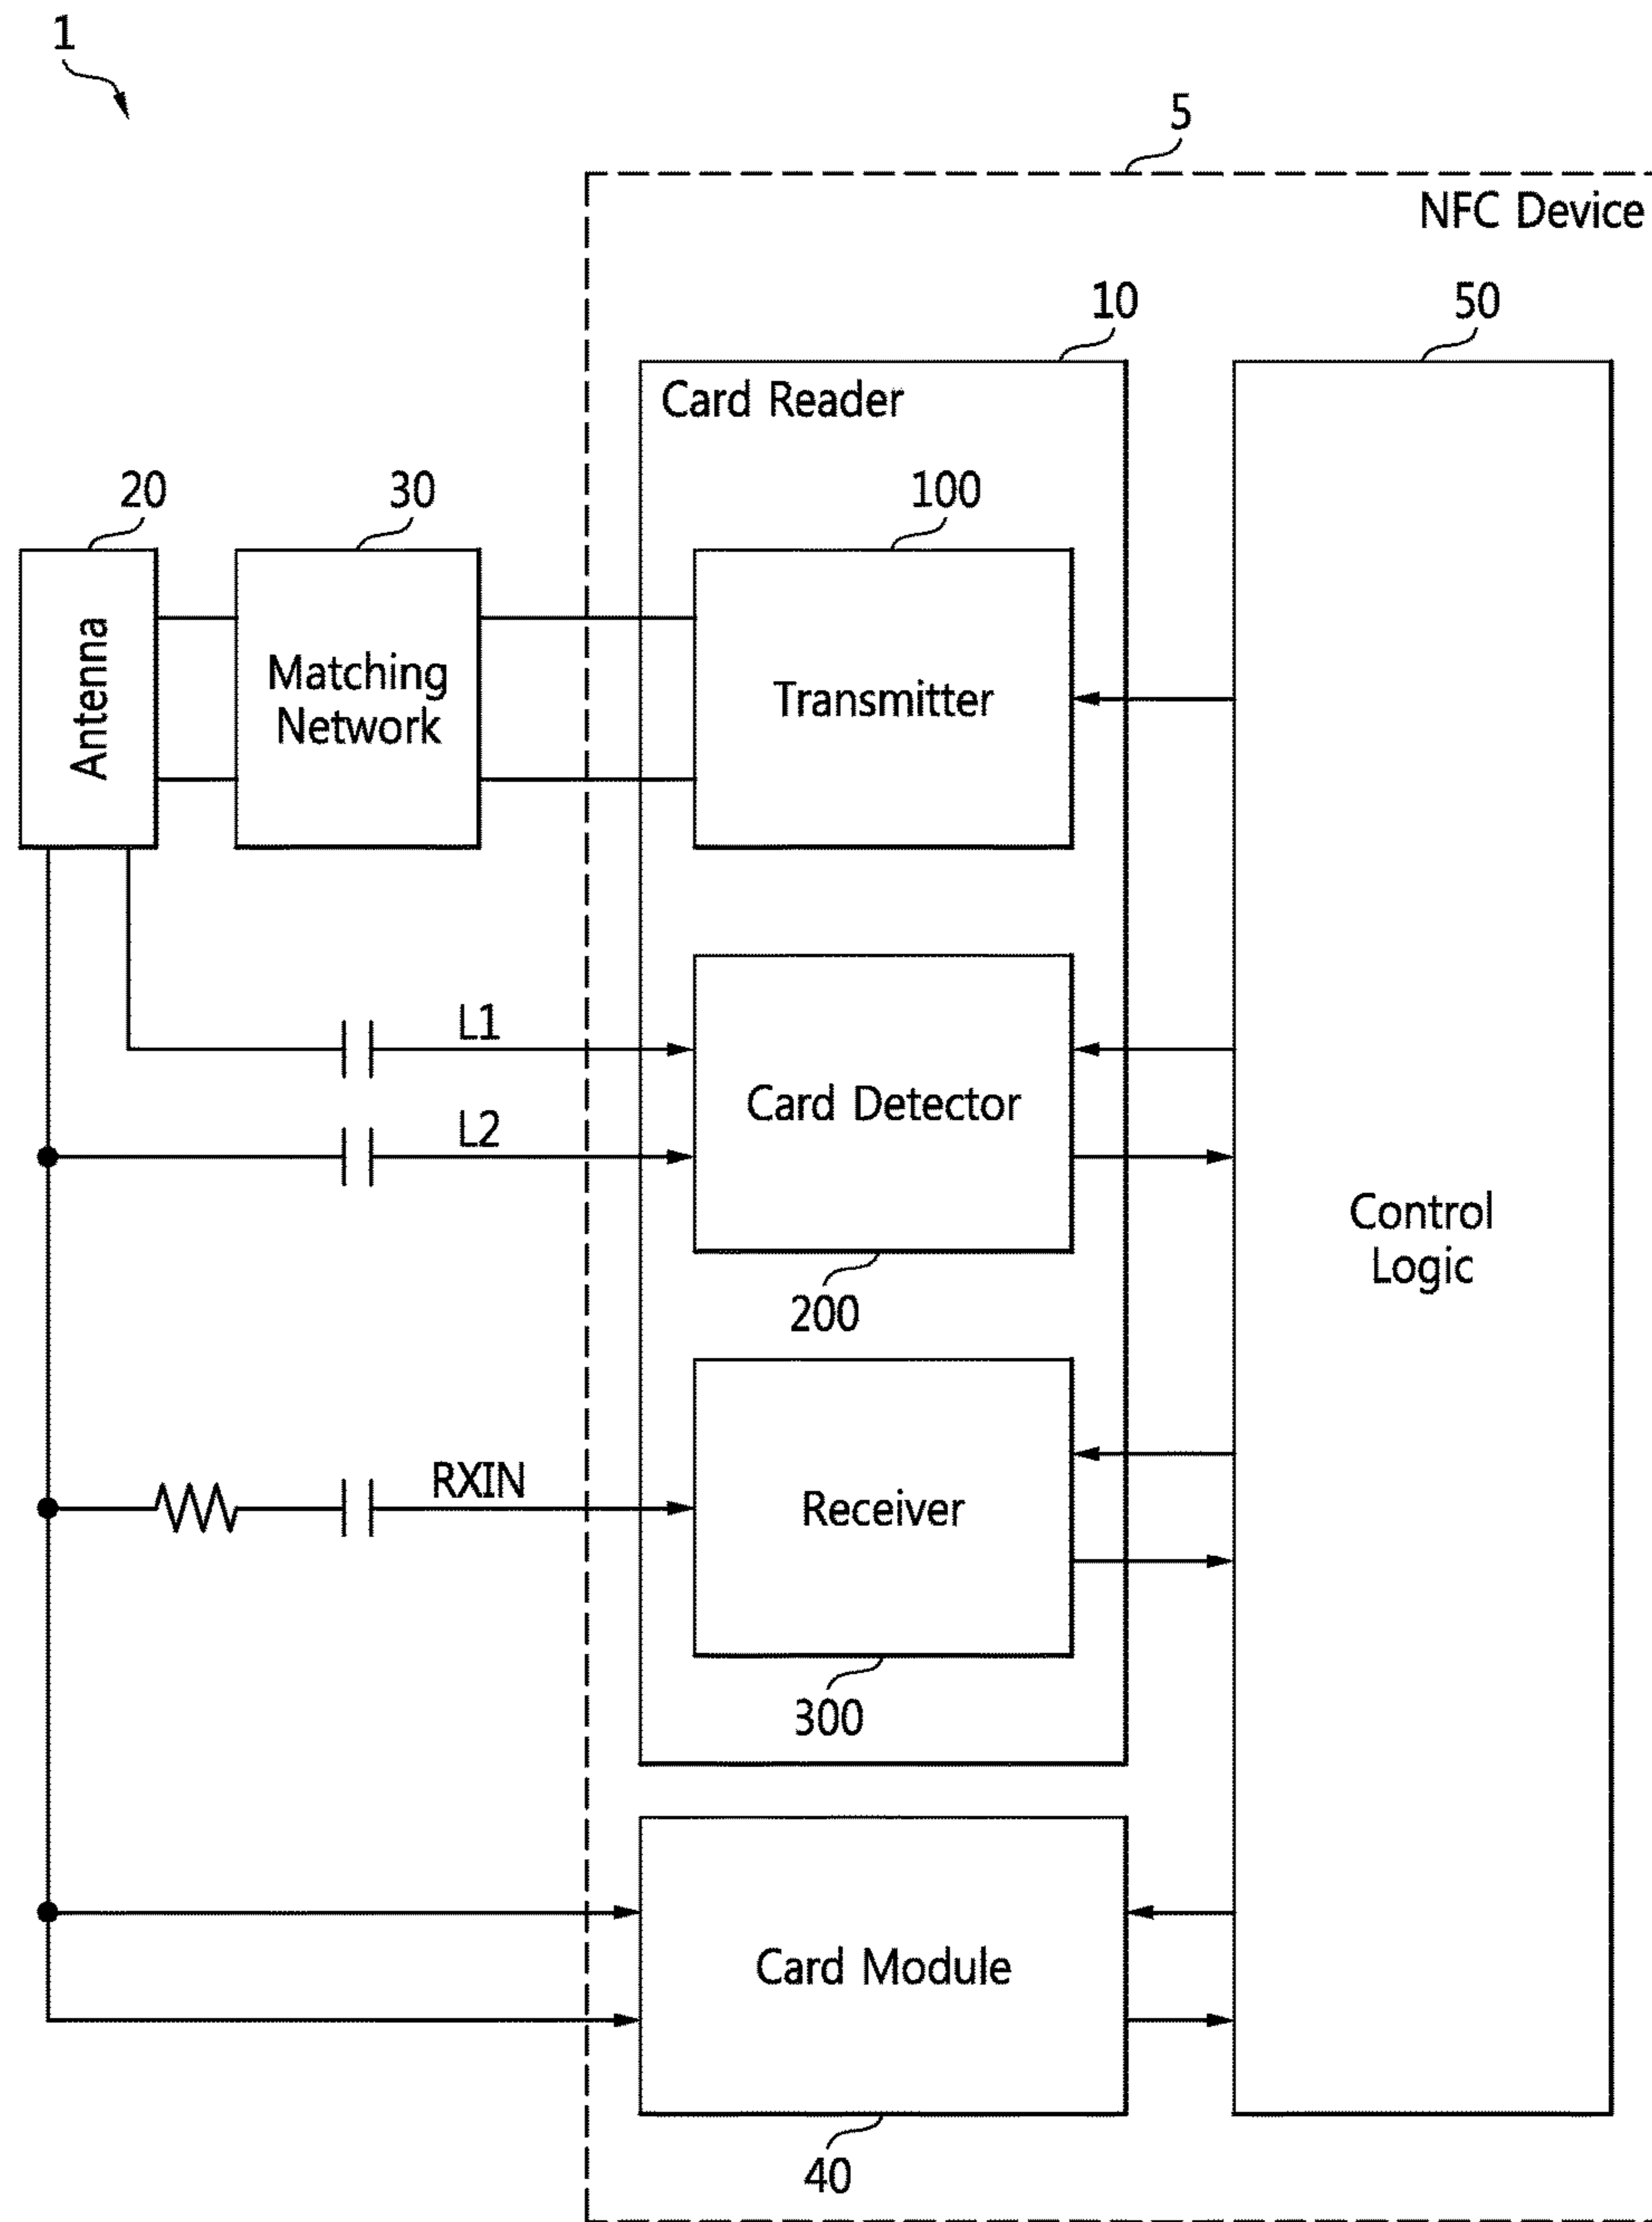 1
5
NFC Device
10
50
Card Reader
20
30
100
Antenna
Matching
Network
Transmitter
L1
Card Detector
L2
200
Control
Logic
RXIN
Receiver
300
Card Module
40